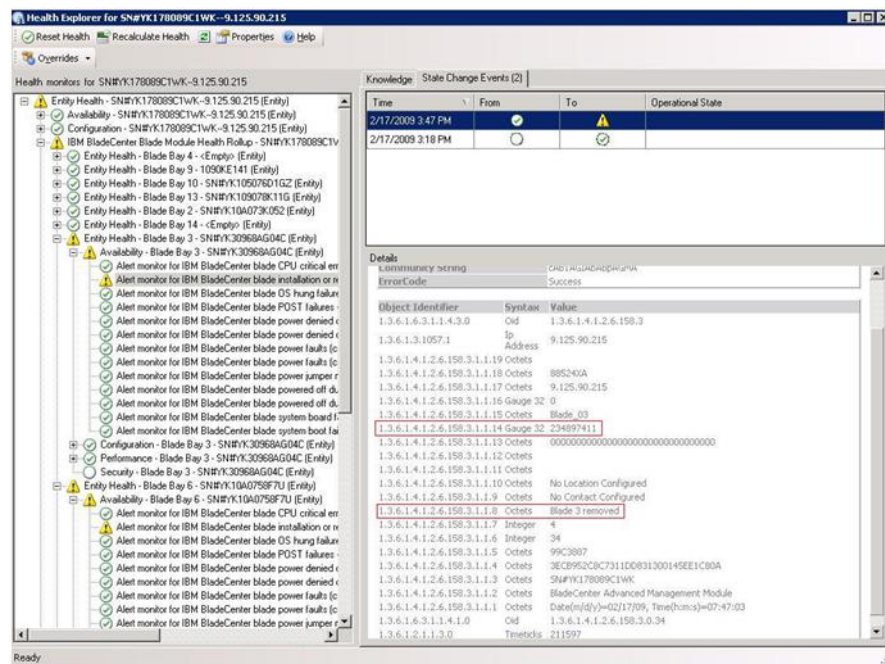 Health Explorer for SN#YK178089C1WK--9.125.90.215
Reset Health Recalculate Health Properties Help
Overrides
Health monitors for SN#YK178089C1WK--9.125.90.215
Entity Health - SN#YK178089C1WK--9.125.90.215 (Entity)
Availability - SN#YK178089C1WK--9.125.90.215 (Entity)
Configuration - SN#YK178089C1WK--9.125.90.215 (Entity)
IBM BladeCenter Blade Module Health Rollup - SN#YK178089C1W
Entity Health - Blade Bay 4 - <Empty> (Entity)
Entity Health - Blade Bay 9 - 1090KE141 (Entity)
Entity Health - Blade Bay 10 - SN#YK105076D1GZ (Entity)
Entity Health - Blade Bay 13 - SN#YK109078K11G (Entity)
Entity Health - Blade Bay 2 - SN#YK10A073K052 (Entity)
Entity Health - Blade Bay 14 - <Empty> (Entity)
Entity Health - Blade Bay 3 - SN#YK30968AG04C (Entity)
Availability - Blade Bay 3 - SN#YK30968AG04C (Entity)
Alert monitor for IBM BladeCenter blade CPU critical err
Alert monitor for IBM BladeCenter blade installation or re
Alert monitor for IBM BladeCenter blade OS hung failure
Alert monitor for IBM BladeCenter blade POST failures -
Alert monitor for IBM BladeCenter blade power denied c
Alert monitor for IBM BladeCenter blade power denied c
Alert monitor for IBM BladeCenter blade power faults (c
Alert monitor for IBM BladeCenter blade power faults (c
Alert monitor for IBM BladeCenter blade power jumper r
Alert monitor for IBM BladeCenter blade powered off du
Alert monitor for IBM BladeCenter blade powered off du
Alert monitor for IBM BladeCenter blade system board f
Alert monitor for IBM BladeCenter blade system boot fai
Configuration - Blade Bay 3 - SN#YK30968AG04C (Entity)
Performance - Blade Bay 3 - SN#YK30968AG04C (Entity)
Security - Blade Bay 3 - SN#YK30968AG04C (Entity)
Entity Health - Blade Bay 6 - SN#YK10A0758F7U (Entity)
Availability - Blade Bay 6 - SN#YK10A0758F7U (Entity)
Alert monitor for IBM BladeCenter blade CPU critical err
Alert monitor for IBM BladeCenter blade installation or re
Alert monitor for IBM BladeCenter blade OS hung failure
Alert monitor for IBM BladeCenter blade POST failures -
Alert monitor for IBM BladeCenter blade power denied c
Alert monitor for IBM BladeCenter blade power denied c
Alert monitor for IBM BladeCenter blade power faults (c
Alert monitor for IBM BladeCenter blade power faults (c
Alert monitor for IBM BladeCenter blade power jumper r
Ready
Knowledge State Change Events (2)
Time From To Operational State
2/17/2009 3:47 PM
2/17/2009 3:18 PM
Details
Community String
ErrorCode Success
Object Identifier Syntax Value
1.3.6.1.6.3.1.1.4.3.0 Oid 1.3.6.1.4.1.2.6.158.3
1.3.6.1.3.1057.1 Ip Address 9.125.90.215
1.3.6.1.4.1.2.6.158.3.1.1.19 Octets
1.3.6.1.4.1.2.6.158.3.1.1.18 Octets 88524XA
1.3.6.1.4.1.2.6.158.3.1.1.17 Octets 9.125.90.215
1.3.6.1.4.1.2.6.158.3.1.1.16 Gauge 32 0
1.3.6.1.4.1.2.6.158.3.1.1.15 Octets Blade_03
1.3.6.1.4.1.2.6.158.3.1.1.14 Gauge 32 234897411
1.3.6.1.4.1.2.6.158.3.1.1.13 Octets 00000000000000000000000000000000
1.3.6.1.4.1.2.6.158.3.1.1.12 Octets
1.3.6.1.4.1.2.6.158.3.1.1.11 Octets
1.3.6.1.4.1.2.6.158.3.1.1.10 Octets No Location Configured
1.3.6.1.4.1.2.6.158.3.1.1.9 Octets No Contact Configured
1.3.6.1.4.1.2.6.158.3.1.1.8 Octets Blade 3 removed
1.3.6.1.4.1.2.6.158.3.1.1.7 Integer 4
1.3.6.1.4.1.2.6.158.3.1.1.6 Integer 34
1.3.6.1.4.1.2.6.158.3.1.1.5 Octets 99C3807
1.3.6.1.4.1.2.6.158.3.1.1.4 Octets 3ECB952C8C7311DD831300145EE1C80A
1.3.6.1.4.1.2.6.158.3.1.1.3 Octets SN#YK178089C1WK
1.3.6.1.4.1.2.6.158.3.1.1.2 Octets BladeCenter Advanced Management Module
1.3.6.1.4.1.2.6.158.3.1.1.1 Octets Date(m/d/y)=02/17/09, Time(h:m:s)=07:47:03
1.3.6.1.6.3.1.1.4.1.0 Oid 1.3.6.1.4.1.2.6.158.3.0.34
1.3.6.1.2.1.1.3.0 Timeticks 211597